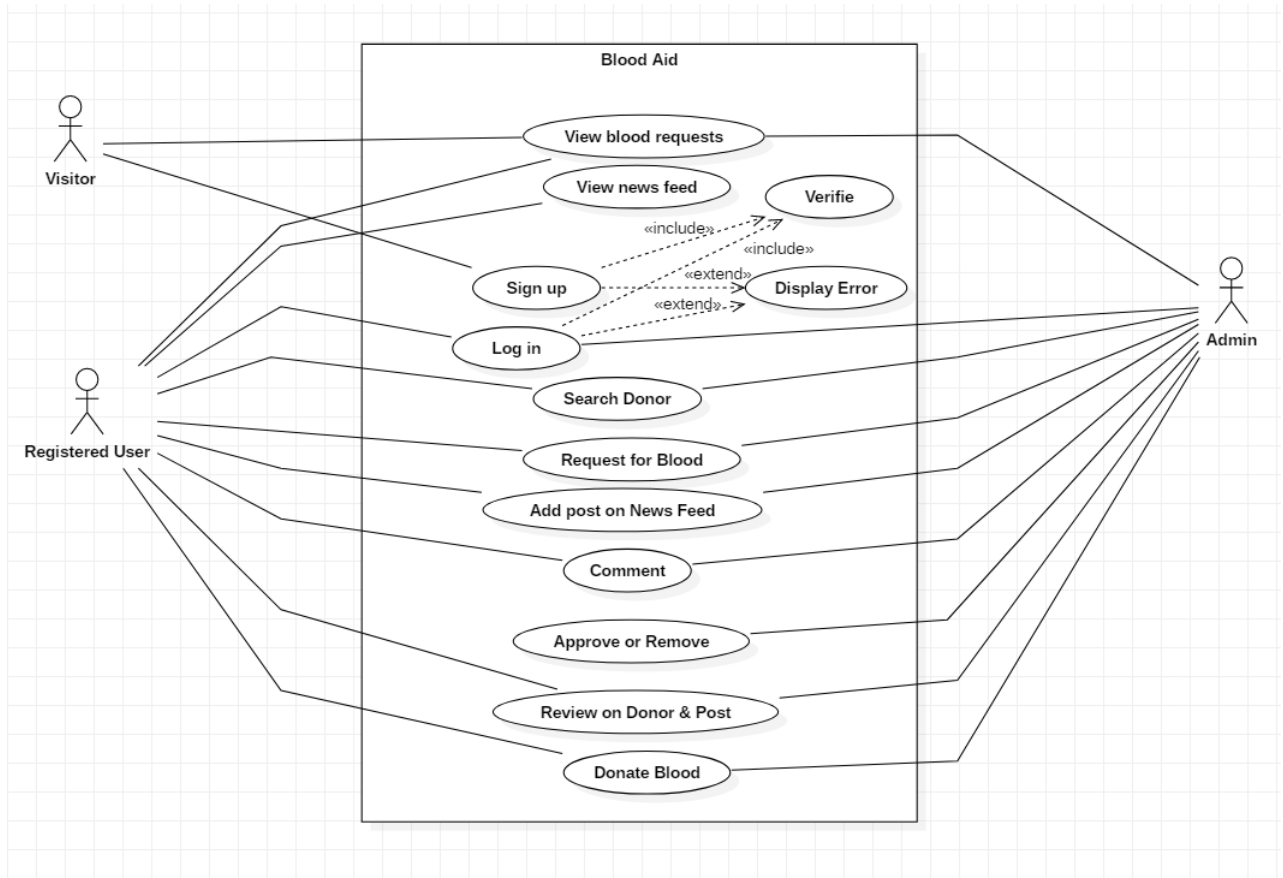 Blood Aid
View blood requests
Visitor
View news feed
Verifie
«include»
«include»
«extend»
Sign up
Display Error
«extend»
Log in
Admin
Search Donor
Registered User
Request for Blood
Add post on News Feed
Comment
Approve or Remove
Review on Donor & Post
Donate Blood